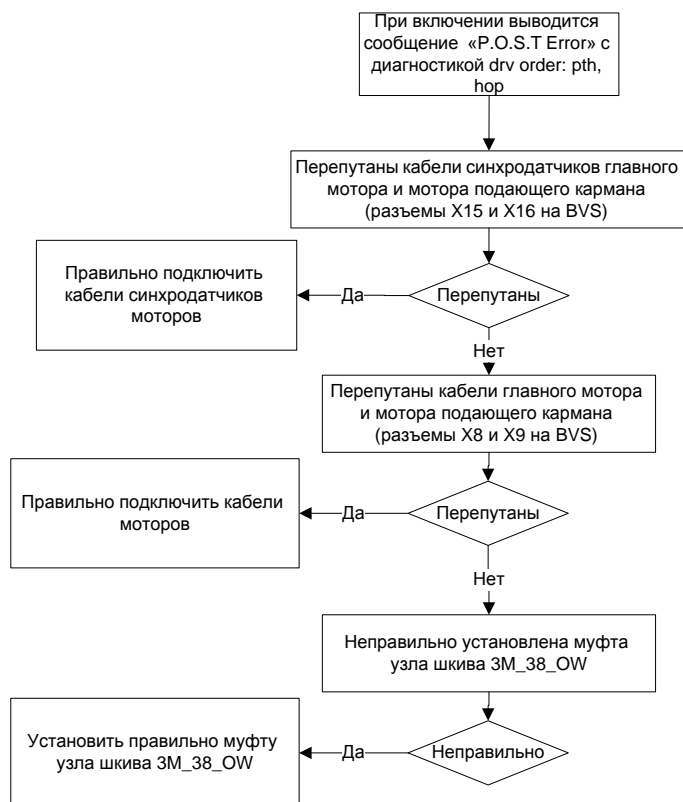 При включении выводится
сообщение «P.O.S.T Error» с
диагностикой drv order: pth,
hop
Перепутаны кабели синхродатчиков главного
мотора и мотора подающего кармана
(разъемы X15 и X16 на BVS)
Правильно подключить
кабели синхродатчиков
моторов
Да
Перепутаны
Нет
Перепутаны кабели главного мотора
и мотора подающего кармана
(разъемы X8 и X9 на BVS)
Правильно подключить кабели
моторов
Да
Перепутаны
Нет
Неправильно установлена муфта
узла шкива 3M_38_OW
Установить правильно муфту
узла шкива 3M_38_OW
Да
Неправильно